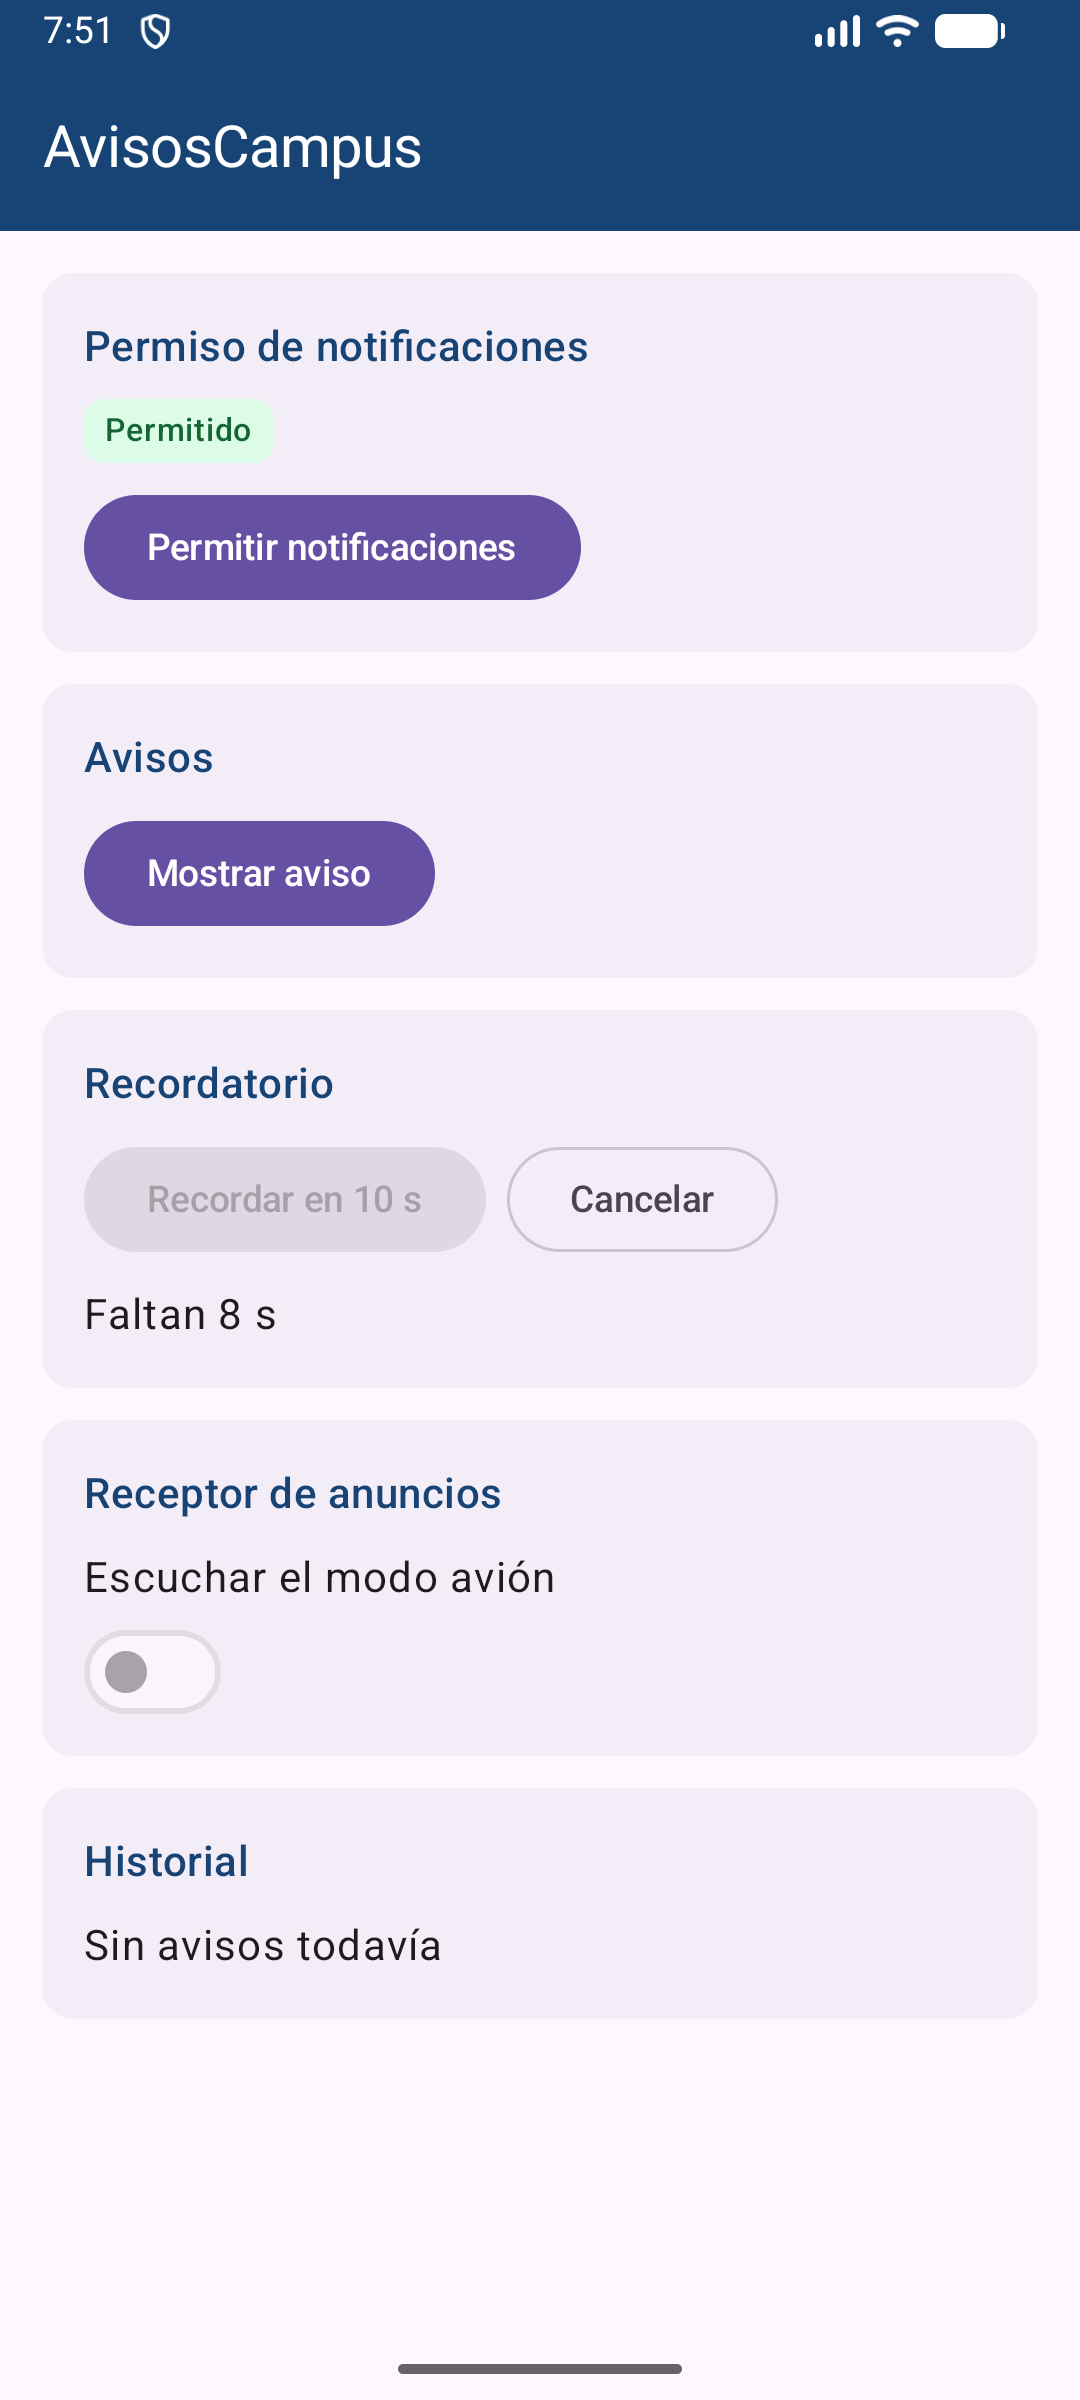 7:51
AvisosCampus
Permiso de notificaciones
Permitido
Permitir notificaciones
Avisos
Mostrar aviso
Recordatorio
Recordar en 10 s
Cancelar
Faltan 8 s
Receptor de anuncios
Escuchar el modo avión
Historial
Sin avisos todavía